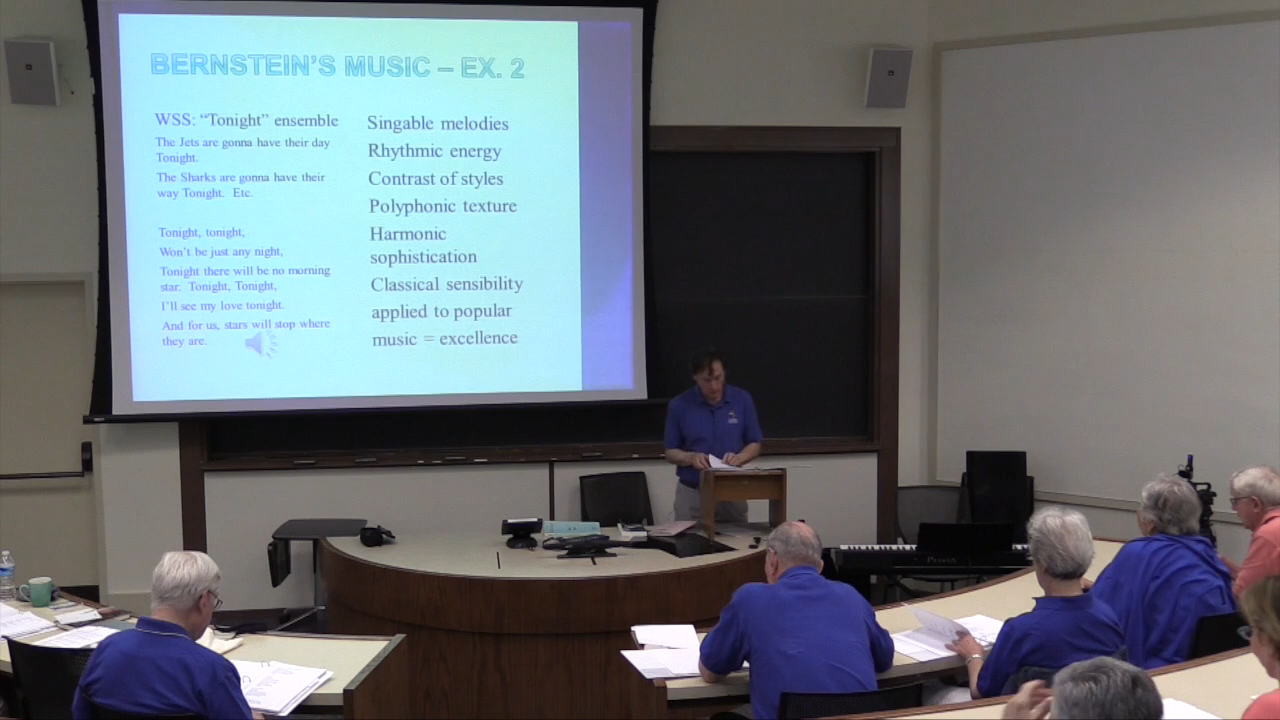 BERNSTEIN'S MUSIC – EX. 2
WSS: "Tonight" ensemble
The Jets are gonna have their day
Tonight.
The Sharks are gonna have their
way Tonight. Etc.
Tonight, tonight,
Won't be just any night,
Tonight there will be no morning
star. Tonight, Tonight,
I'll see my love tonight.
And for us, stars will stop where
they are.
Singable melodies
Rhythmic energy
Contrast of styles
Polyphonic texture
Harmonic
sophistication
Classical sensibility
applied to popular
music = excellence